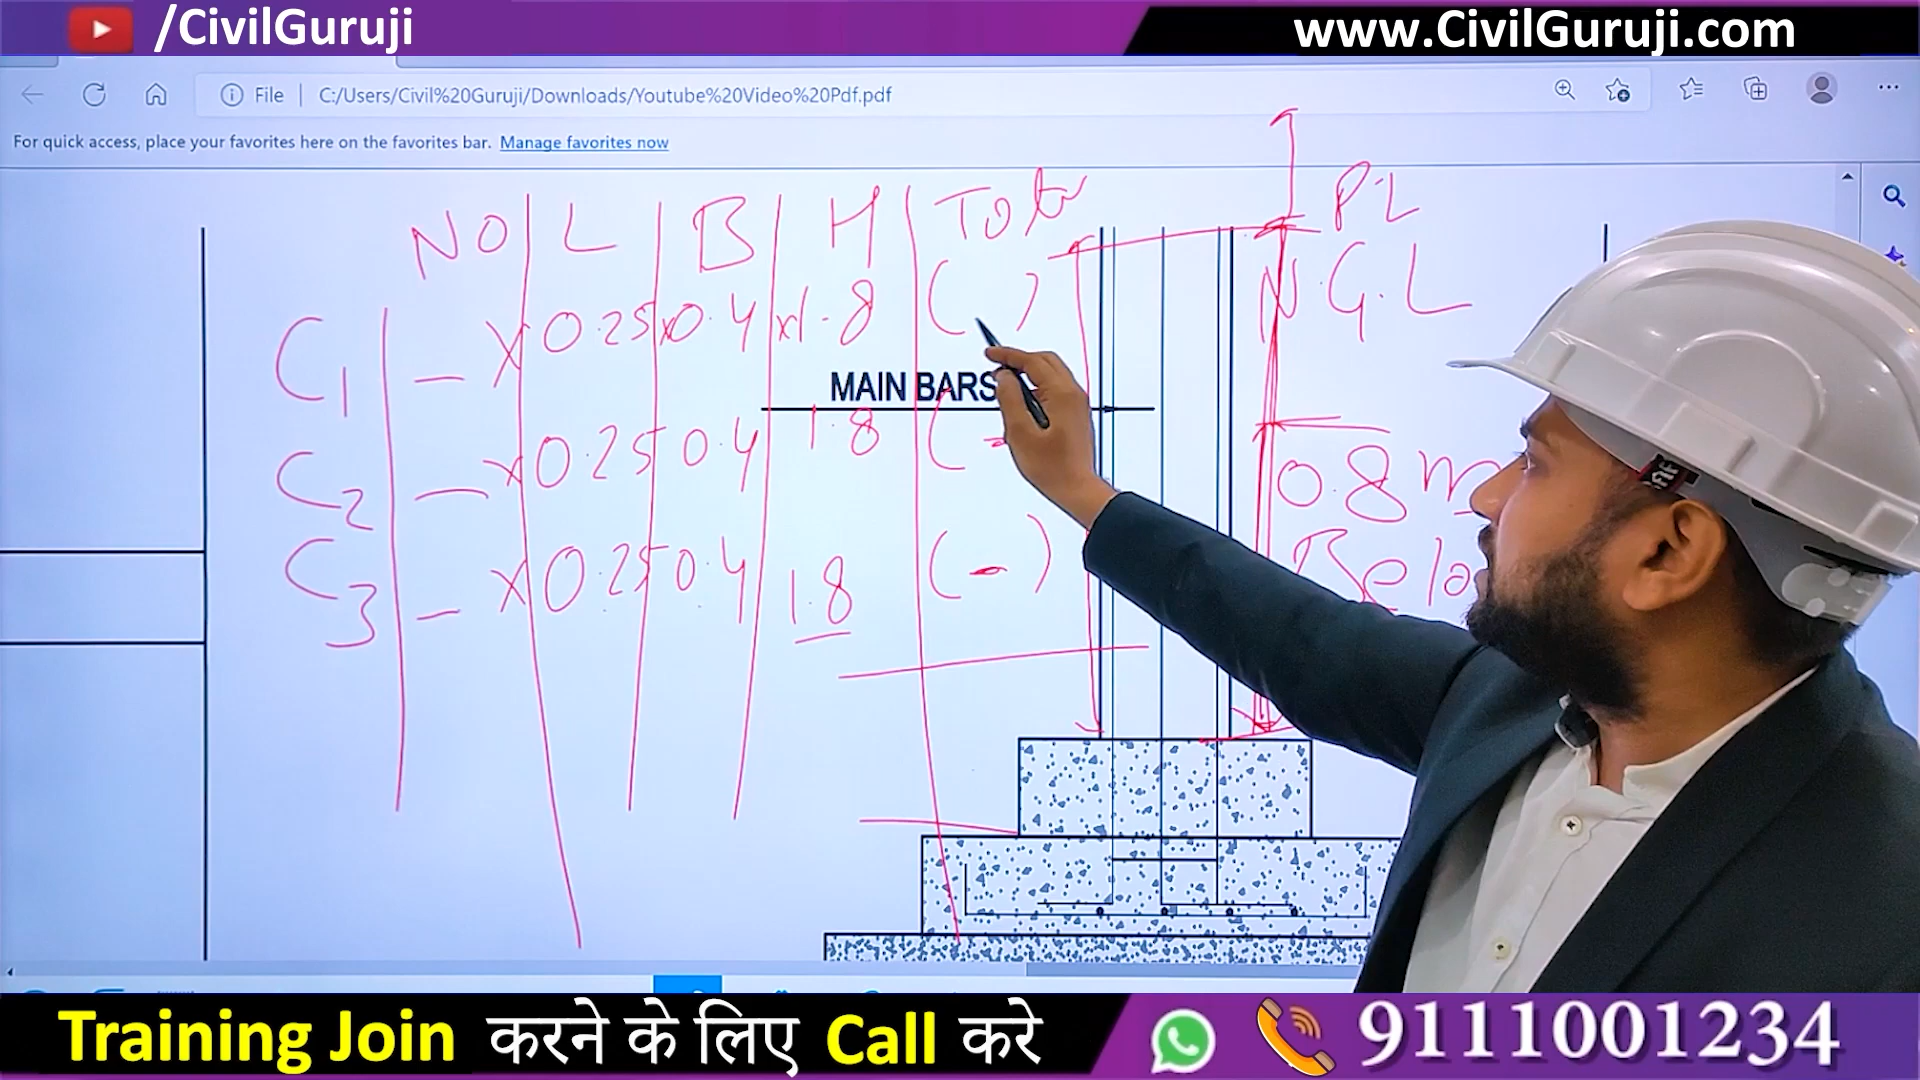 /CivilGuruji
www.CivilGuruji.com
File
C:/Users/Civil%20Guruji/Downloads/Youtube%20Video%20Pdf.pdf
For quick access, place your favorites here on the favorites bar. Manage favorites now
NO L B H
P.L
N.G.L
C1 - x 0.25 x 0.4 x 1.8 ( )
MAIN BARS
C2 - x 0.25 0.4 1.8 ( -
0.8m
C3 - x 0.25 0.4 1.8 ( - )
Training Join करने के लिए Call करे
9111001234